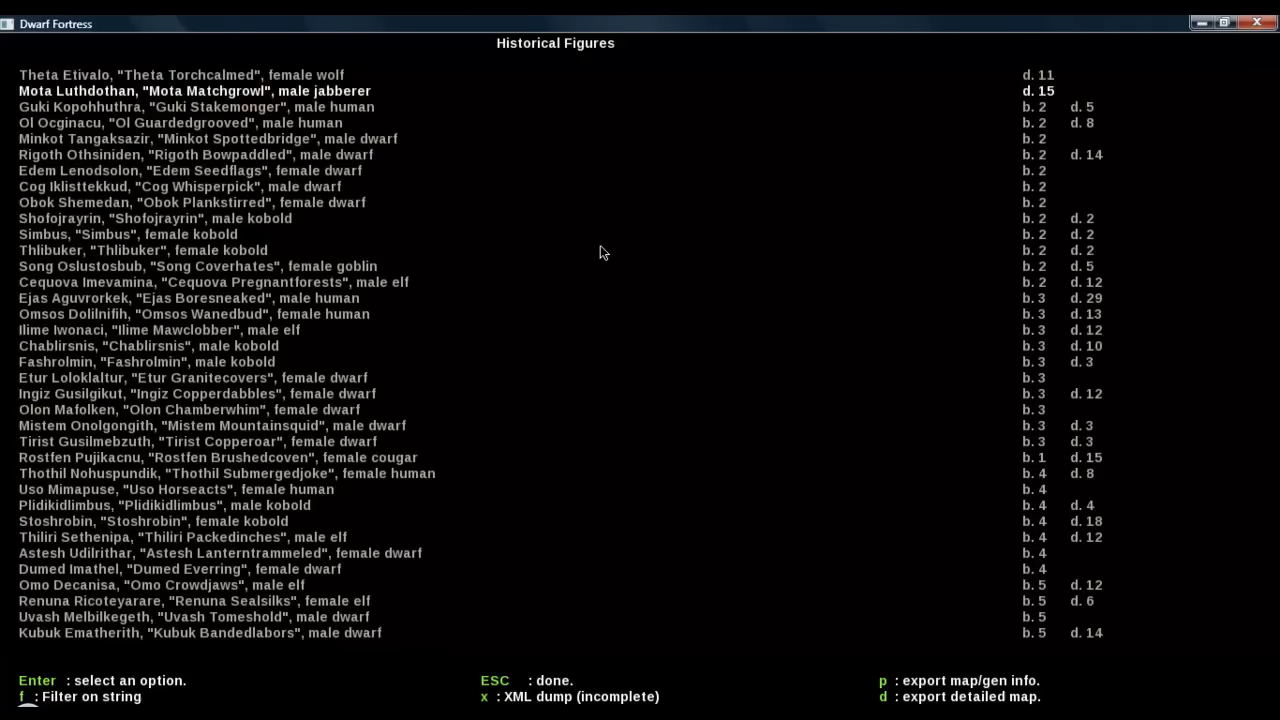 Dwarf Fortress
Historical Figures
Theta Etivalo, "Theta Torchcalmed", female wolf d. 11
Mota Luthdothan, "Mota Matchgrowl", male jabberer d. 15
Guki Kopohhuthra, "Guki Stakemonger", male human b. 2 d. 5
Ol Ocginacu, "Ol Guardedgrooved", male human b. 2 d. 8
Minkot Tangaksazir, "Minkot Spottedbridge", male dwarf b. 2
Rigoth Othsiniden, "Rigoth Bowpaddled", male dwarf b. 2 d. 14
Edem Lenodsolon, "Edem Seedflags", female dwarf b. 2
Cog Iklisttekkud, "Cog Whisperpick", male dwarf b. 2
Obok Shemedan, "Obok Plankstirred", female dwarf b. 2
Shofojrayrin, "Shofojrayrin", male kobold b. 2 d. 2
Simbus, "Simbus", female kobold b. 2 d. 2
Thlibuker, "Thlibuker", female kobold b. 2 d. 2
Song Oslustosbub, "Song Coverhates", female goblin b. 2 d. 5
Cequova Imevamina, "Cequova Pregnantforests", male elf b. 2 d. 12
Ejas Aguvrorkek, "Ejas Boresneaked", male human b. 3 d. 29
Omsos Dolilnifih, "Omsos Wanedbud", female human b. 3 d. 13
Ilime Iwonaci, "Ilime Mawclobber", male elf b. 3 d. 12
Chablirsnis, "Chablirsnis", male kobold b. 3 d. 10
Fashrolmin, "Fashrolmin", male kobold b. 3 d. 3
Etur Loloklaltur, "Etur Granitecovers", female dwarf b. 3
Ingiz Gusilgikut, "Ingiz Copperdabbles", female dwarf b. 3 d. 12
Olon Mafolken, "Olon Chamberwhim", female dwarf b. 3
Mistem Onolgongith, "Mistem Mountainsquid", male dwarf b. 3 d. 3
Tirist Gusilmebzuth, "Tirist Copperoar", female dwarf b. 3 d. 3
Rostfen Pujikacnu, "Rostfen Brushedcoven", female cougar b. 1 d. 15
Thothil Nohuspundik, "Thothil Submergedjoke", female human b. 4 d. 8
Uso Mimapuse, "Uso Horseacts", female human b. 4
Plidikidlimbus, "Plidikidlimbus", male kobold b. 4 d. 4
Stoshrobin, "Stoshrobin", female kobold b. 4 d. 18
Thiliri Sethenipa, "Thiliri Packedinches", male elf b. 4 d. 12
Astesh Udilrithar, "Astesh Lanterntrammeled", female dwarf b. 4
Dumed Imathel, "Dumed Everring", female dwarf b. 4
Omo Decanisa, "Omo Crowdjaws", male elf b. 5 d. 12
Renuna Ricoteyarare, "Renuna Sealsilks", female elf b. 5 d. 6
Uvash Melbilkegeth, "Uvash Tomeshold", male dwarf b. 5
Kubuk Ematherith, "Kubuk Bandedlabors", male dwarf b. 5 d. 14
Enter : select an option. ESC : done. p : export map/gen info.
f : Filter on string x : XML dump (incomplete) d : export detailed map.